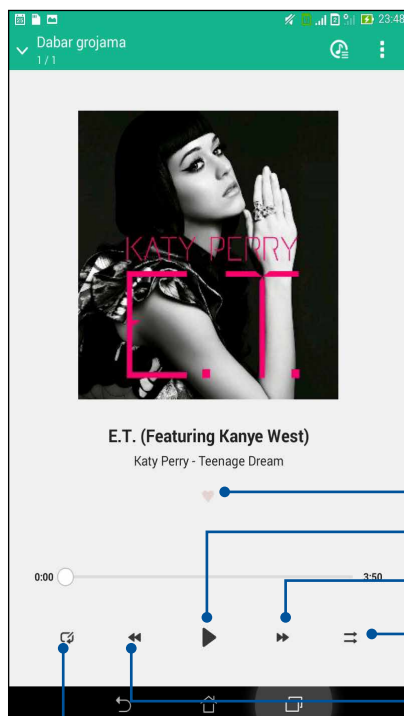 23:48
Dabar grojama
1 / 1
KATY PERRY
E.T.
E.T. (Featuring Kanye West)
Katy Perry - Teenage Dream
0:00
3:50